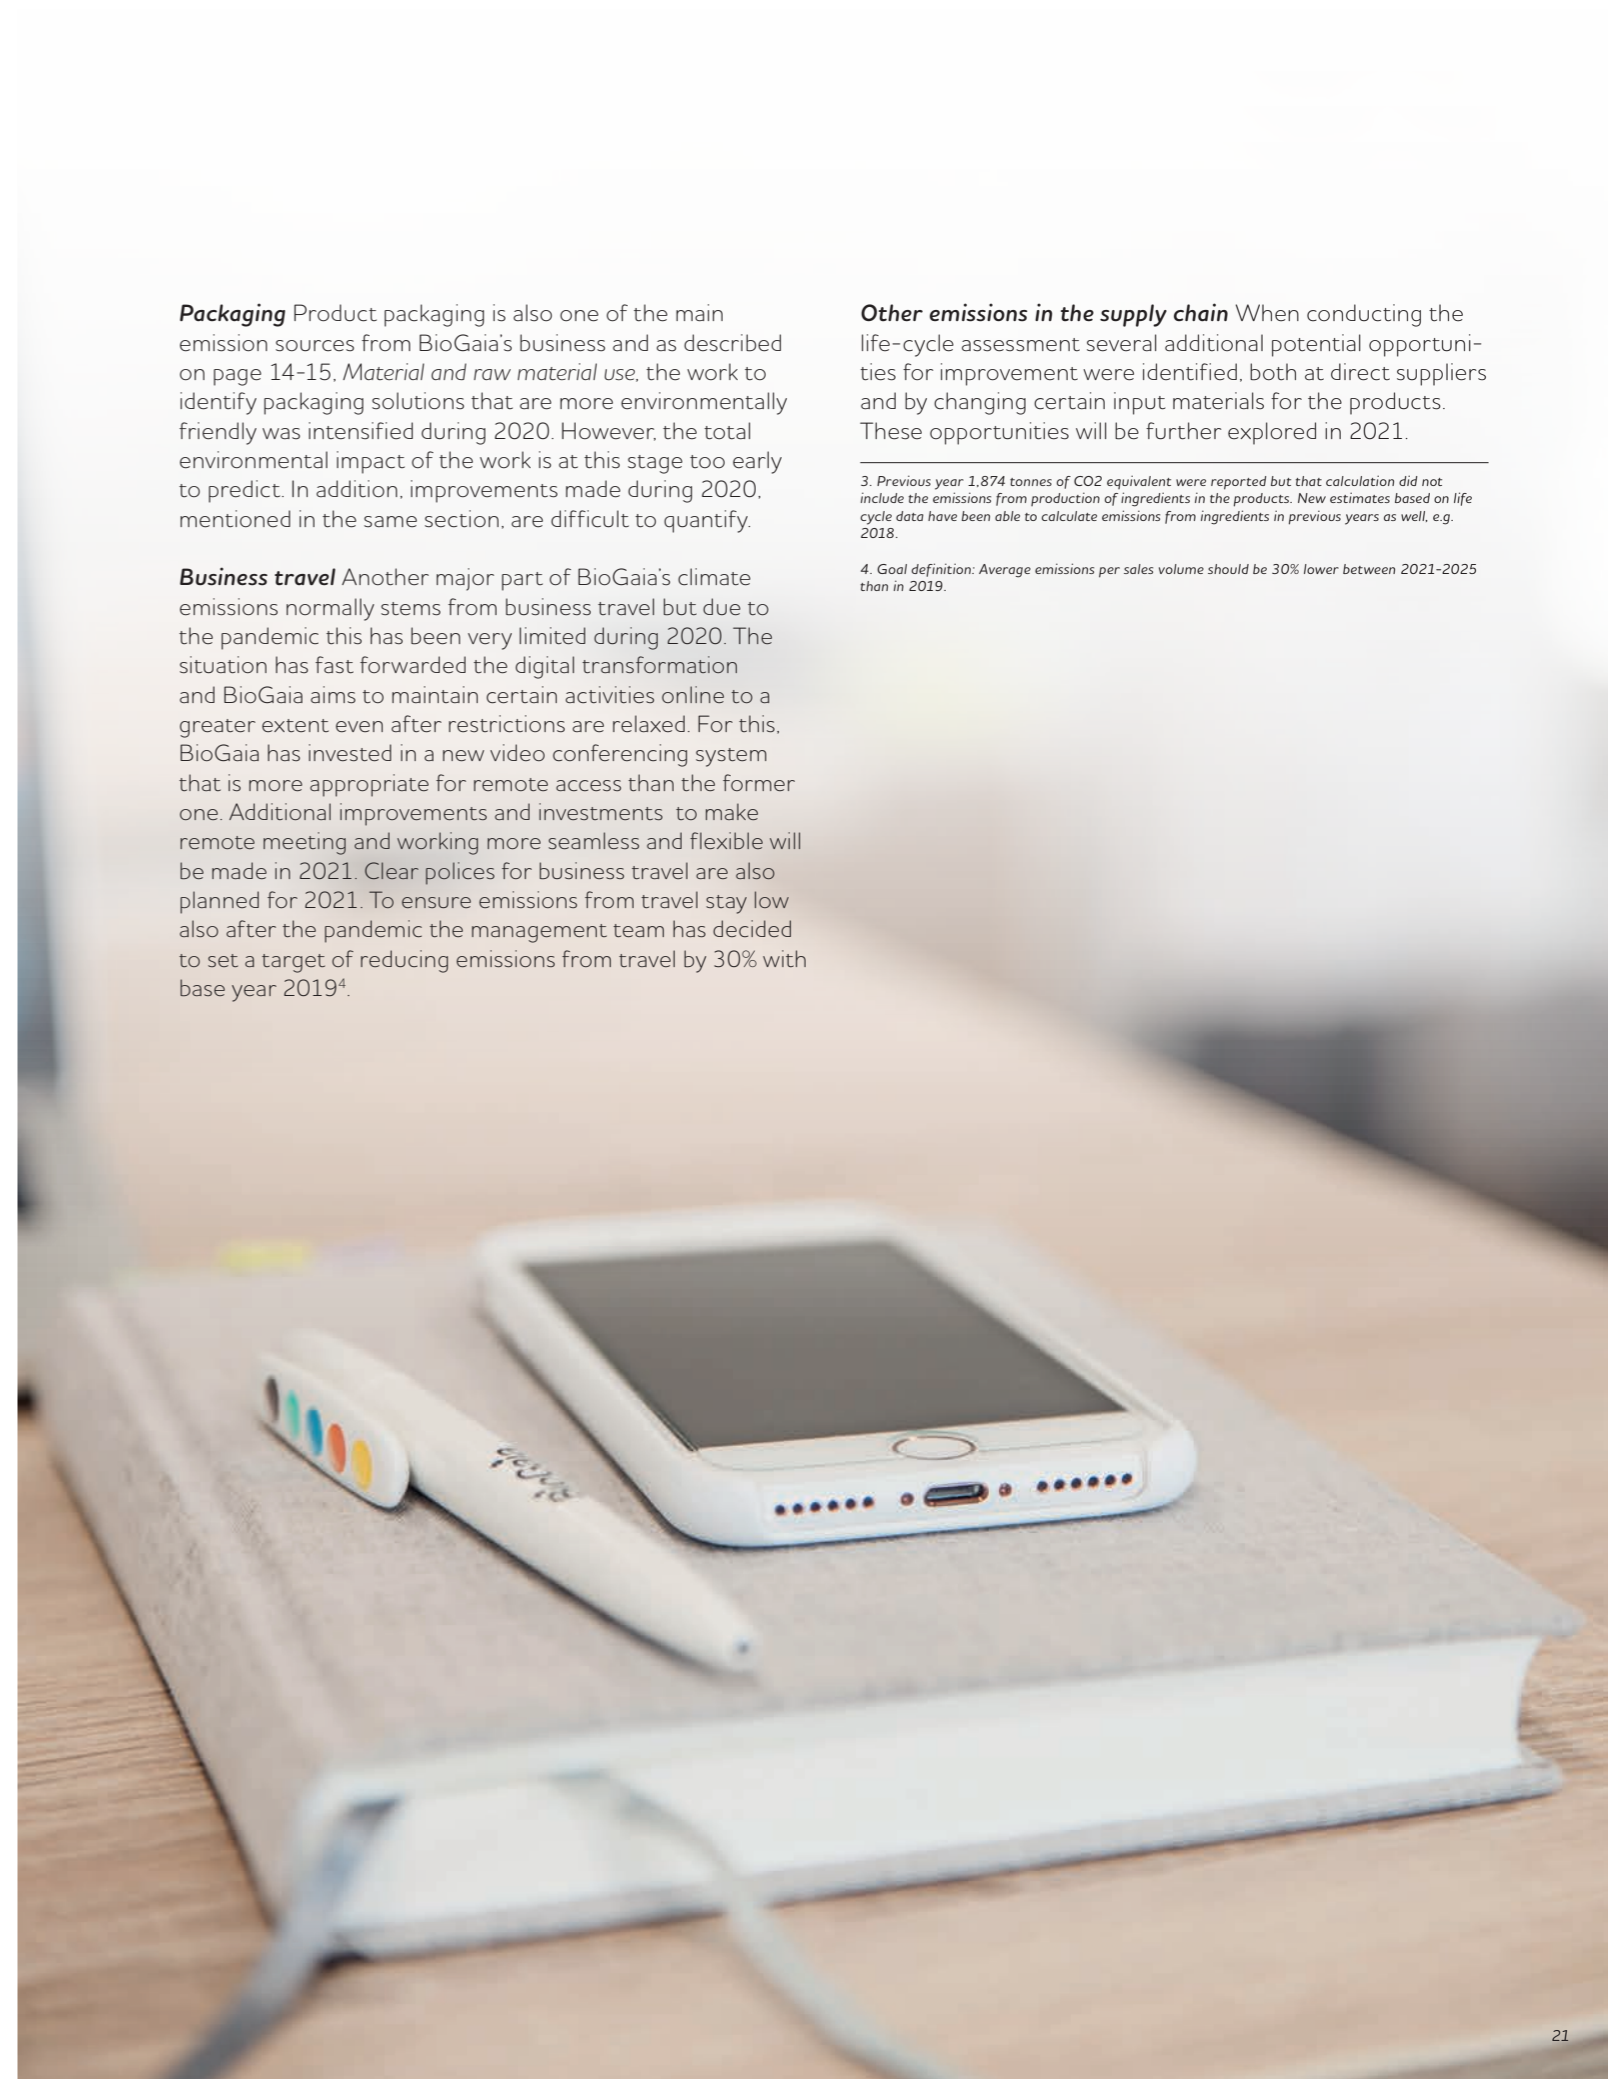 Packaging Product packaging is also one of the main
emission sources from BioGaia's business and as described
on page 14-15, Material and raw material use, the work to
identify packaging solutions that are more environmentally
friendly was intensified during 2020. However, the total
environmental impact of the work is at this stage too early
to predict. In addition, improvements made during 2020,
mentioned in the same section, are difficult to quantify.
Business travel Another major part of BioGaia's climate
emissions normally stems from business travel but due to
the pandemic this has been very limited during 2020. The
situation has fast forwarded the digital transformation
and BioGaia aims to maintain certain activities online to a
greater extent even after restrictions are relaxed. For this,
BioGaia has invested in a new video conferencing system
that is more appropriate for remote access than the former
one. Additional improvements and investments to make
remote meeting and working more seamless and flexible will
be made in 2021. Clear polices for business travel are also
planned for 2021. To ensure emissions from travel stay low
also after the pandemic the management team has decided
to set a target of reducing emissions from travel by 30% with
base year 2019⁴.
Other emissions in the supply chain When conducting the
life-cycle assessment several additional potential opportuni-
ties for improvement were identified, both at direct suppliers
and by changing certain input materials for the products.
These opportunities will be further explored in 2021.
3. Previous year 1,874 tonnes of CO2 equivalent were reported but that calculation did not
include the emissions from production of ingredients in the products. New estimates based on life
cycle data have been able to calculate emissions from ingredients in previous years as well, e.g.
2018.
4. Goal definition: Average emissions per sales volume should be 30% lower between 2021-2025
than in 2019.
BioGaia
21